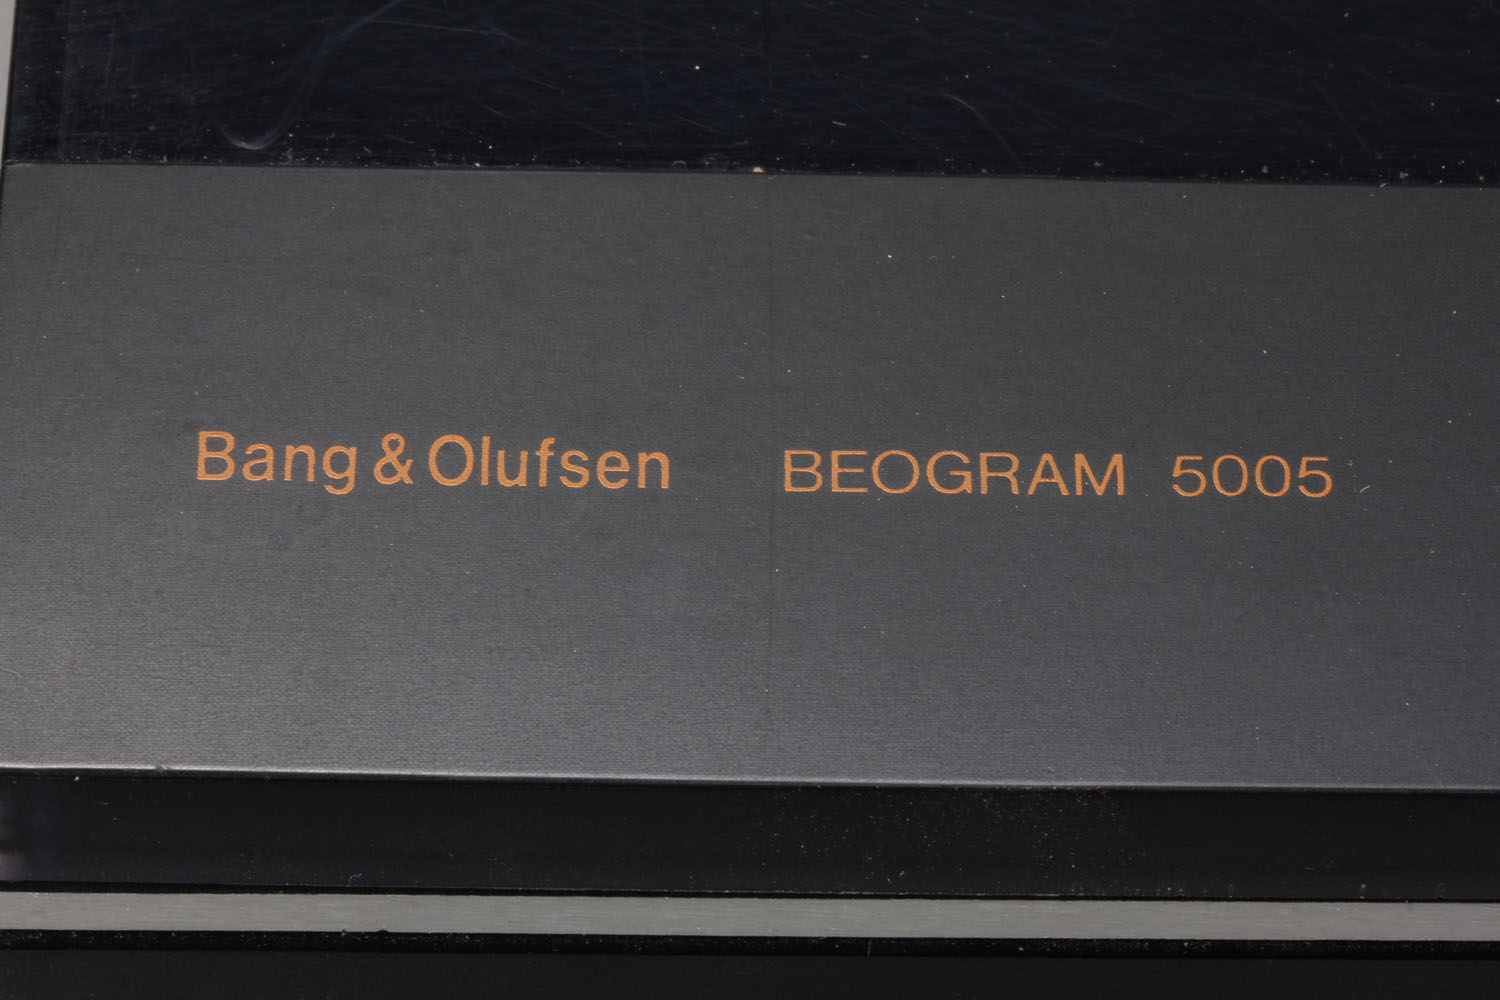 Bang & Olufsen BEOGRAM 5005